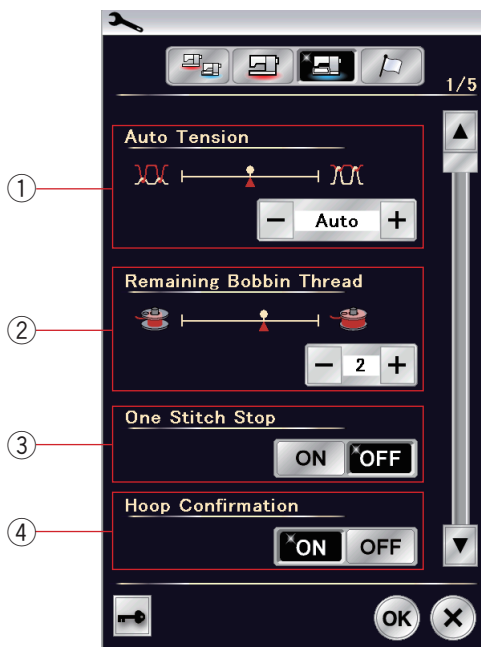 1/5
① Auto Tension
− Auto +
② Remaining Bobbin Thread
− 2 +
③ One Stitch Stop
ON OFF
④ Hoop Confirmation
ON OFF
OK ×